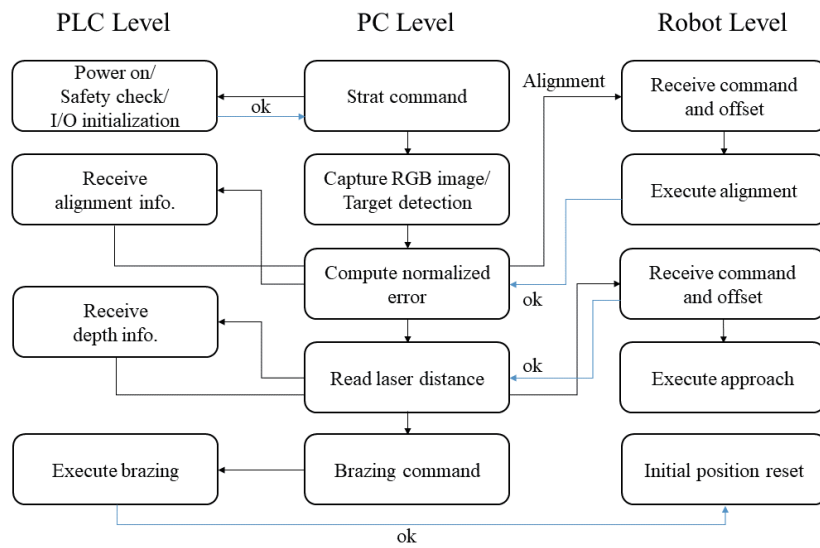 PLC Level
PC Level
Robot Level
Power on/
Safety check/
I/O initialization
ok
Strat command
Alignment
Receive command
and offset
Receive
alignment info.
Capture RGB image/
Target detection
Execute alignment
Compute normalized
error
ok
Receive command
and offset
Receive
depth info.
Read laser distance
ok
Execute approach
Execute brazing
Brazing command
Initial position reset
ok